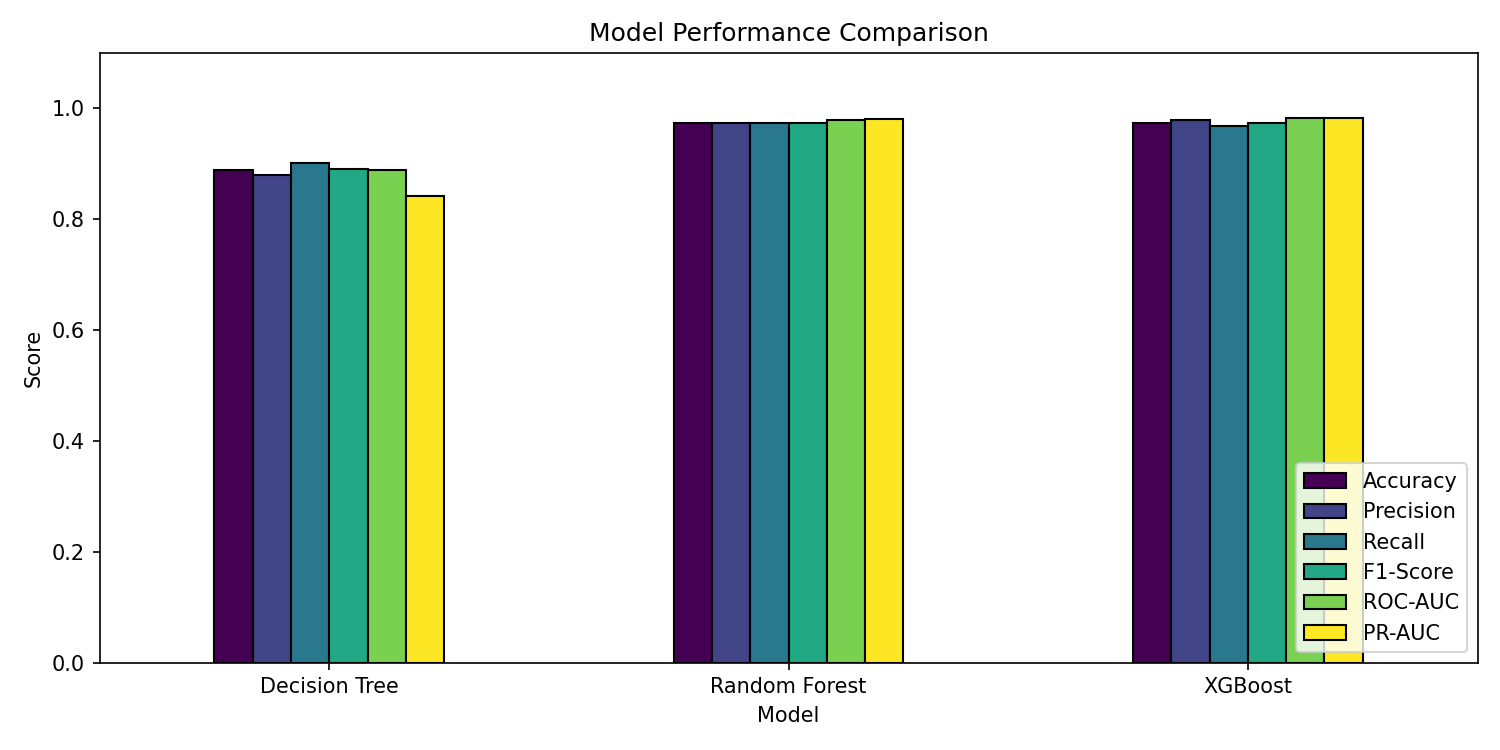 Model Performance Comparison
Score
1.0
0.8
0.6
0.4
0.2
0.0
Accuracy
Precision
Recall
F1-Score
ROC-AUC
PR-AUC
Decision Tree
Random Forest
XGBoost
Model